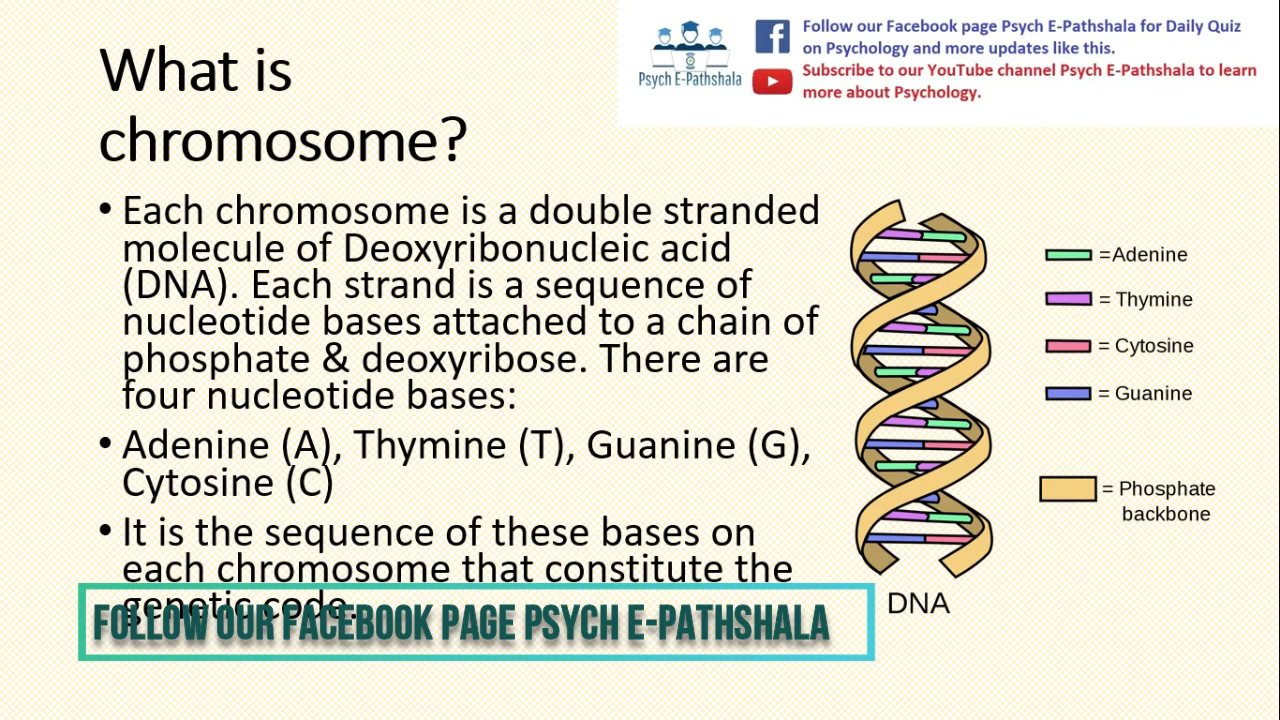 What is
chromosome?
Psych E-Pathshala
Follow our Facebook page Psych E-Pathshala for Daily Quiz
on Psychology and more updates like this.
Subscribe to our YouTube channel Psych E-Pathshala to learn
more about Psychology.
• Each chromosome is a double stranded
molecule of Deoxyribonucleic acid
(DNA). Each strand is a sequence of
nucleotide bases attached to a chain of
phosphate & deoxyribose. There are
four nucleotide bases:
• Adenine (A), Thymine (T), Guanine (G),
Cytosine (C)
• It is the sequence of these bases on
each chromosome that constitute the
genetic code.
FOLLOW OUR FACEBOOK PAGE PSYCH E-PATHSHALA
=Adenine
= Thymine
= Cytosine
= Guanine
= Phosphate
backbone
DNA